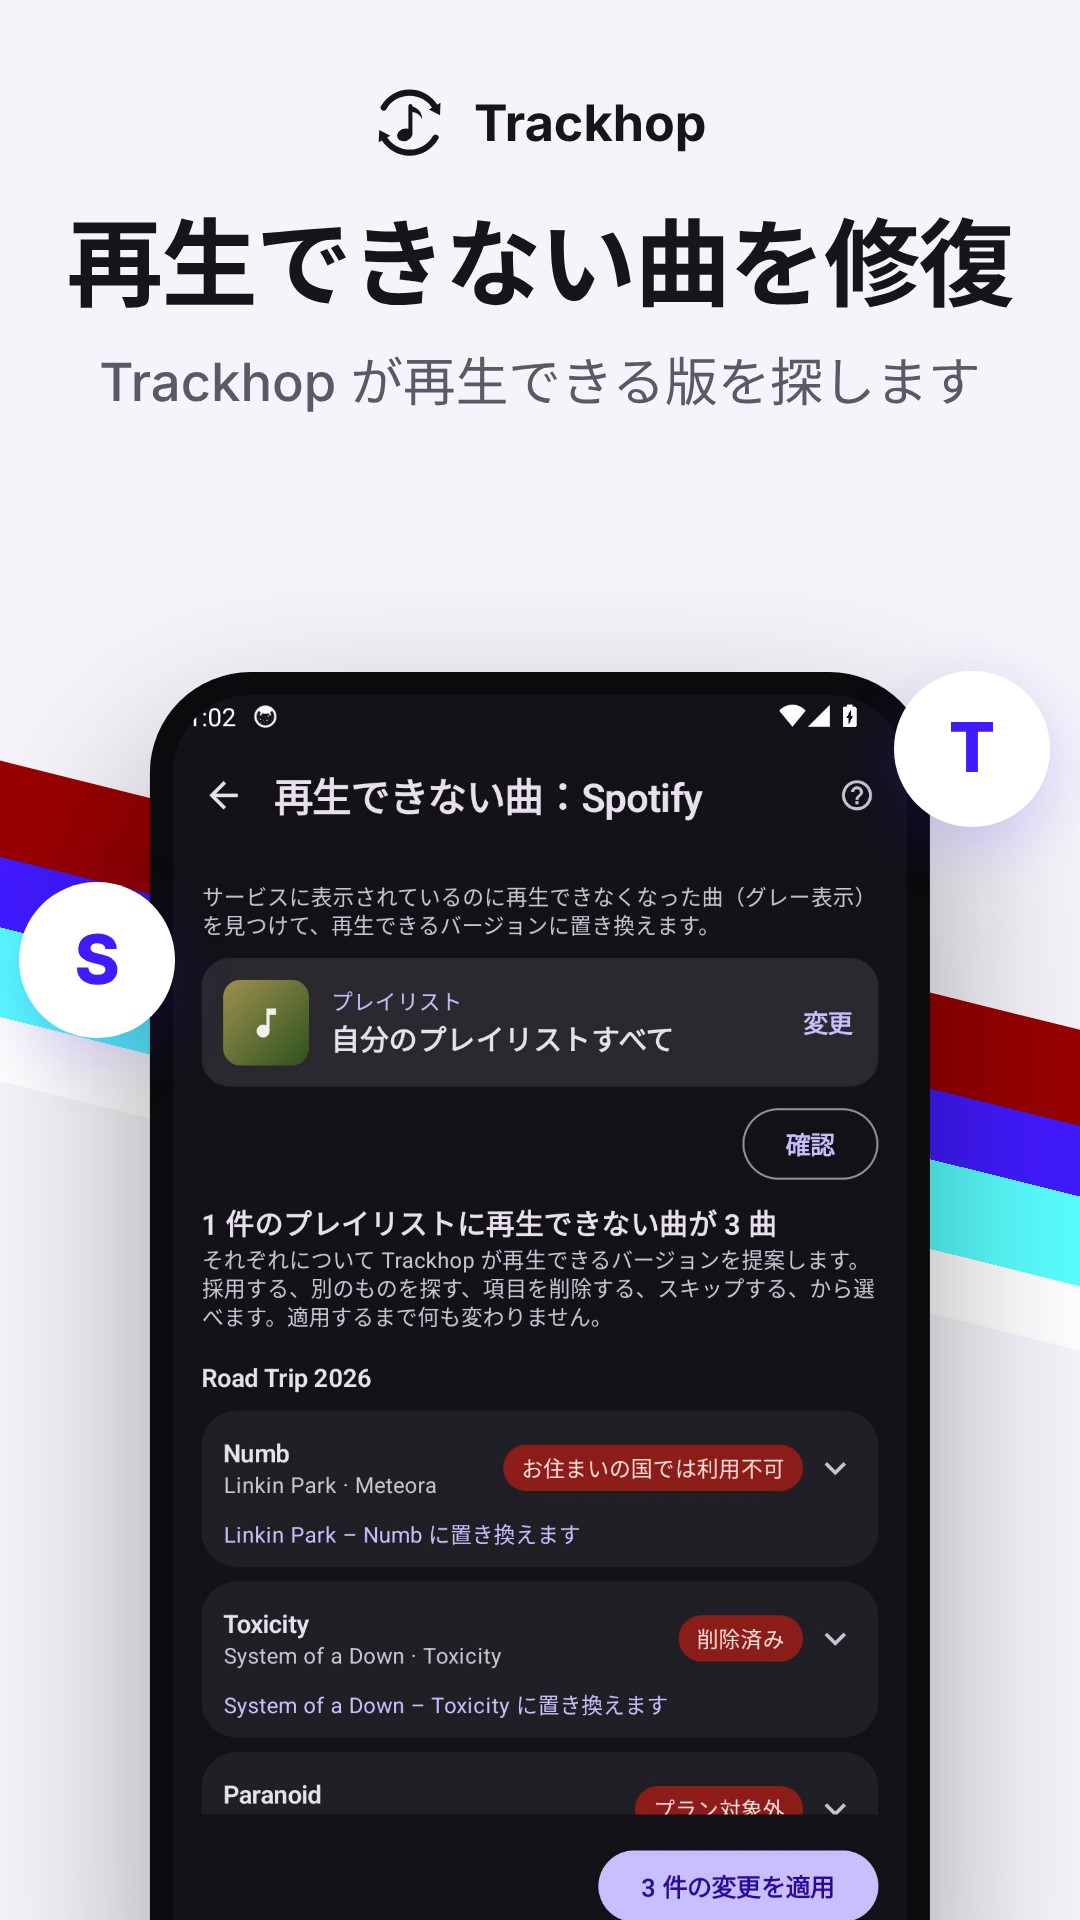 Trackhop
再生できない曲を修復
Trackhop が再生できる版を探します
:02
T
再生できない曲：Spotify
S
サービスに表示されているのに再生できなくなった曲（グレー表示）
を見つけて、再生できるバージョンに置き換えます。
プレイリスト
自分のプレイリストすべて
変更
確認
1 件のプレイリストに再生できない曲が 3 曲
それぞれについて Trackhop が再生できるバージョンを提案します。
採用する、別のものを探す、項目を削除する、スキップする、から選
べます。適用するまで何も変わりません。
Road Trip 2026
Numb
お住まいの国では利用不可
Linkin Park · Meteora
Linkin Park – Numb に置き換えます
Toxicity
削除済み
System of a Down · Toxicity
System of a Down – Toxicity に置き換えます
Paranoid
プラン対象外
3 件の変更を適用